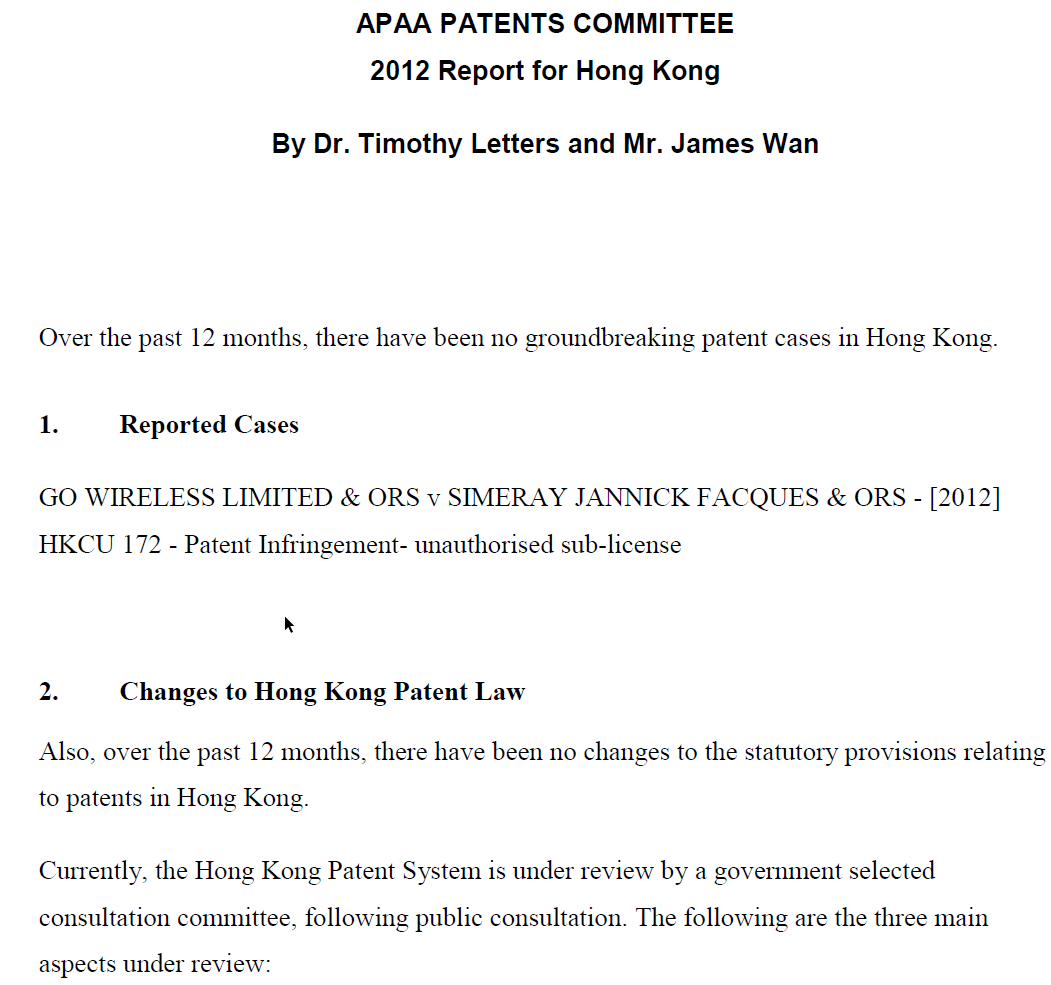 APAA PATENTS COMMITTEE
2012 Report for Hong Kong
By Dr. Timothy Letters and Mr. James Wan
Over the past 12 months, there have been no groundbreaking patent cases in Hong Kong.
1. Reported Cases
GO WIRELESS LIMITED & ORS v SIMERAY JANNICK FACQUES & ORS - [2012]
HKCU 172 - Patent Infringement- unauthorised sub-license
2. Changes to Hong Kong Patent Law
Also, over the past 12 months, there have been no changes to the statutory provisions relating
to patents in Hong Kong.
Currently, the Hong Kong Patent System is under review by a government selected
consultation committee, following public consultation. The following are the three main
aspects under review: